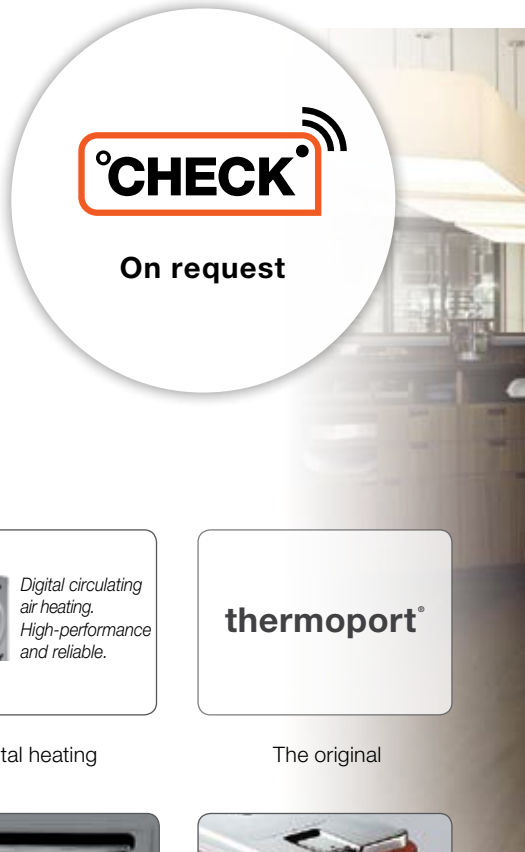 °CHECK
On request
Digital circulating
air heating.
High-performance
and reliable.
thermoport®
tal heating
The original